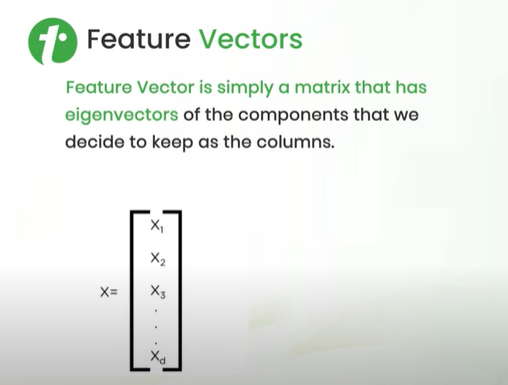 Feature Vectors
Feature Vector is simply a matrix that has
eigenvectors of the components that we
decide to keep as the columns.
X₁
X₂
X= X₃
.
.
.
X_d